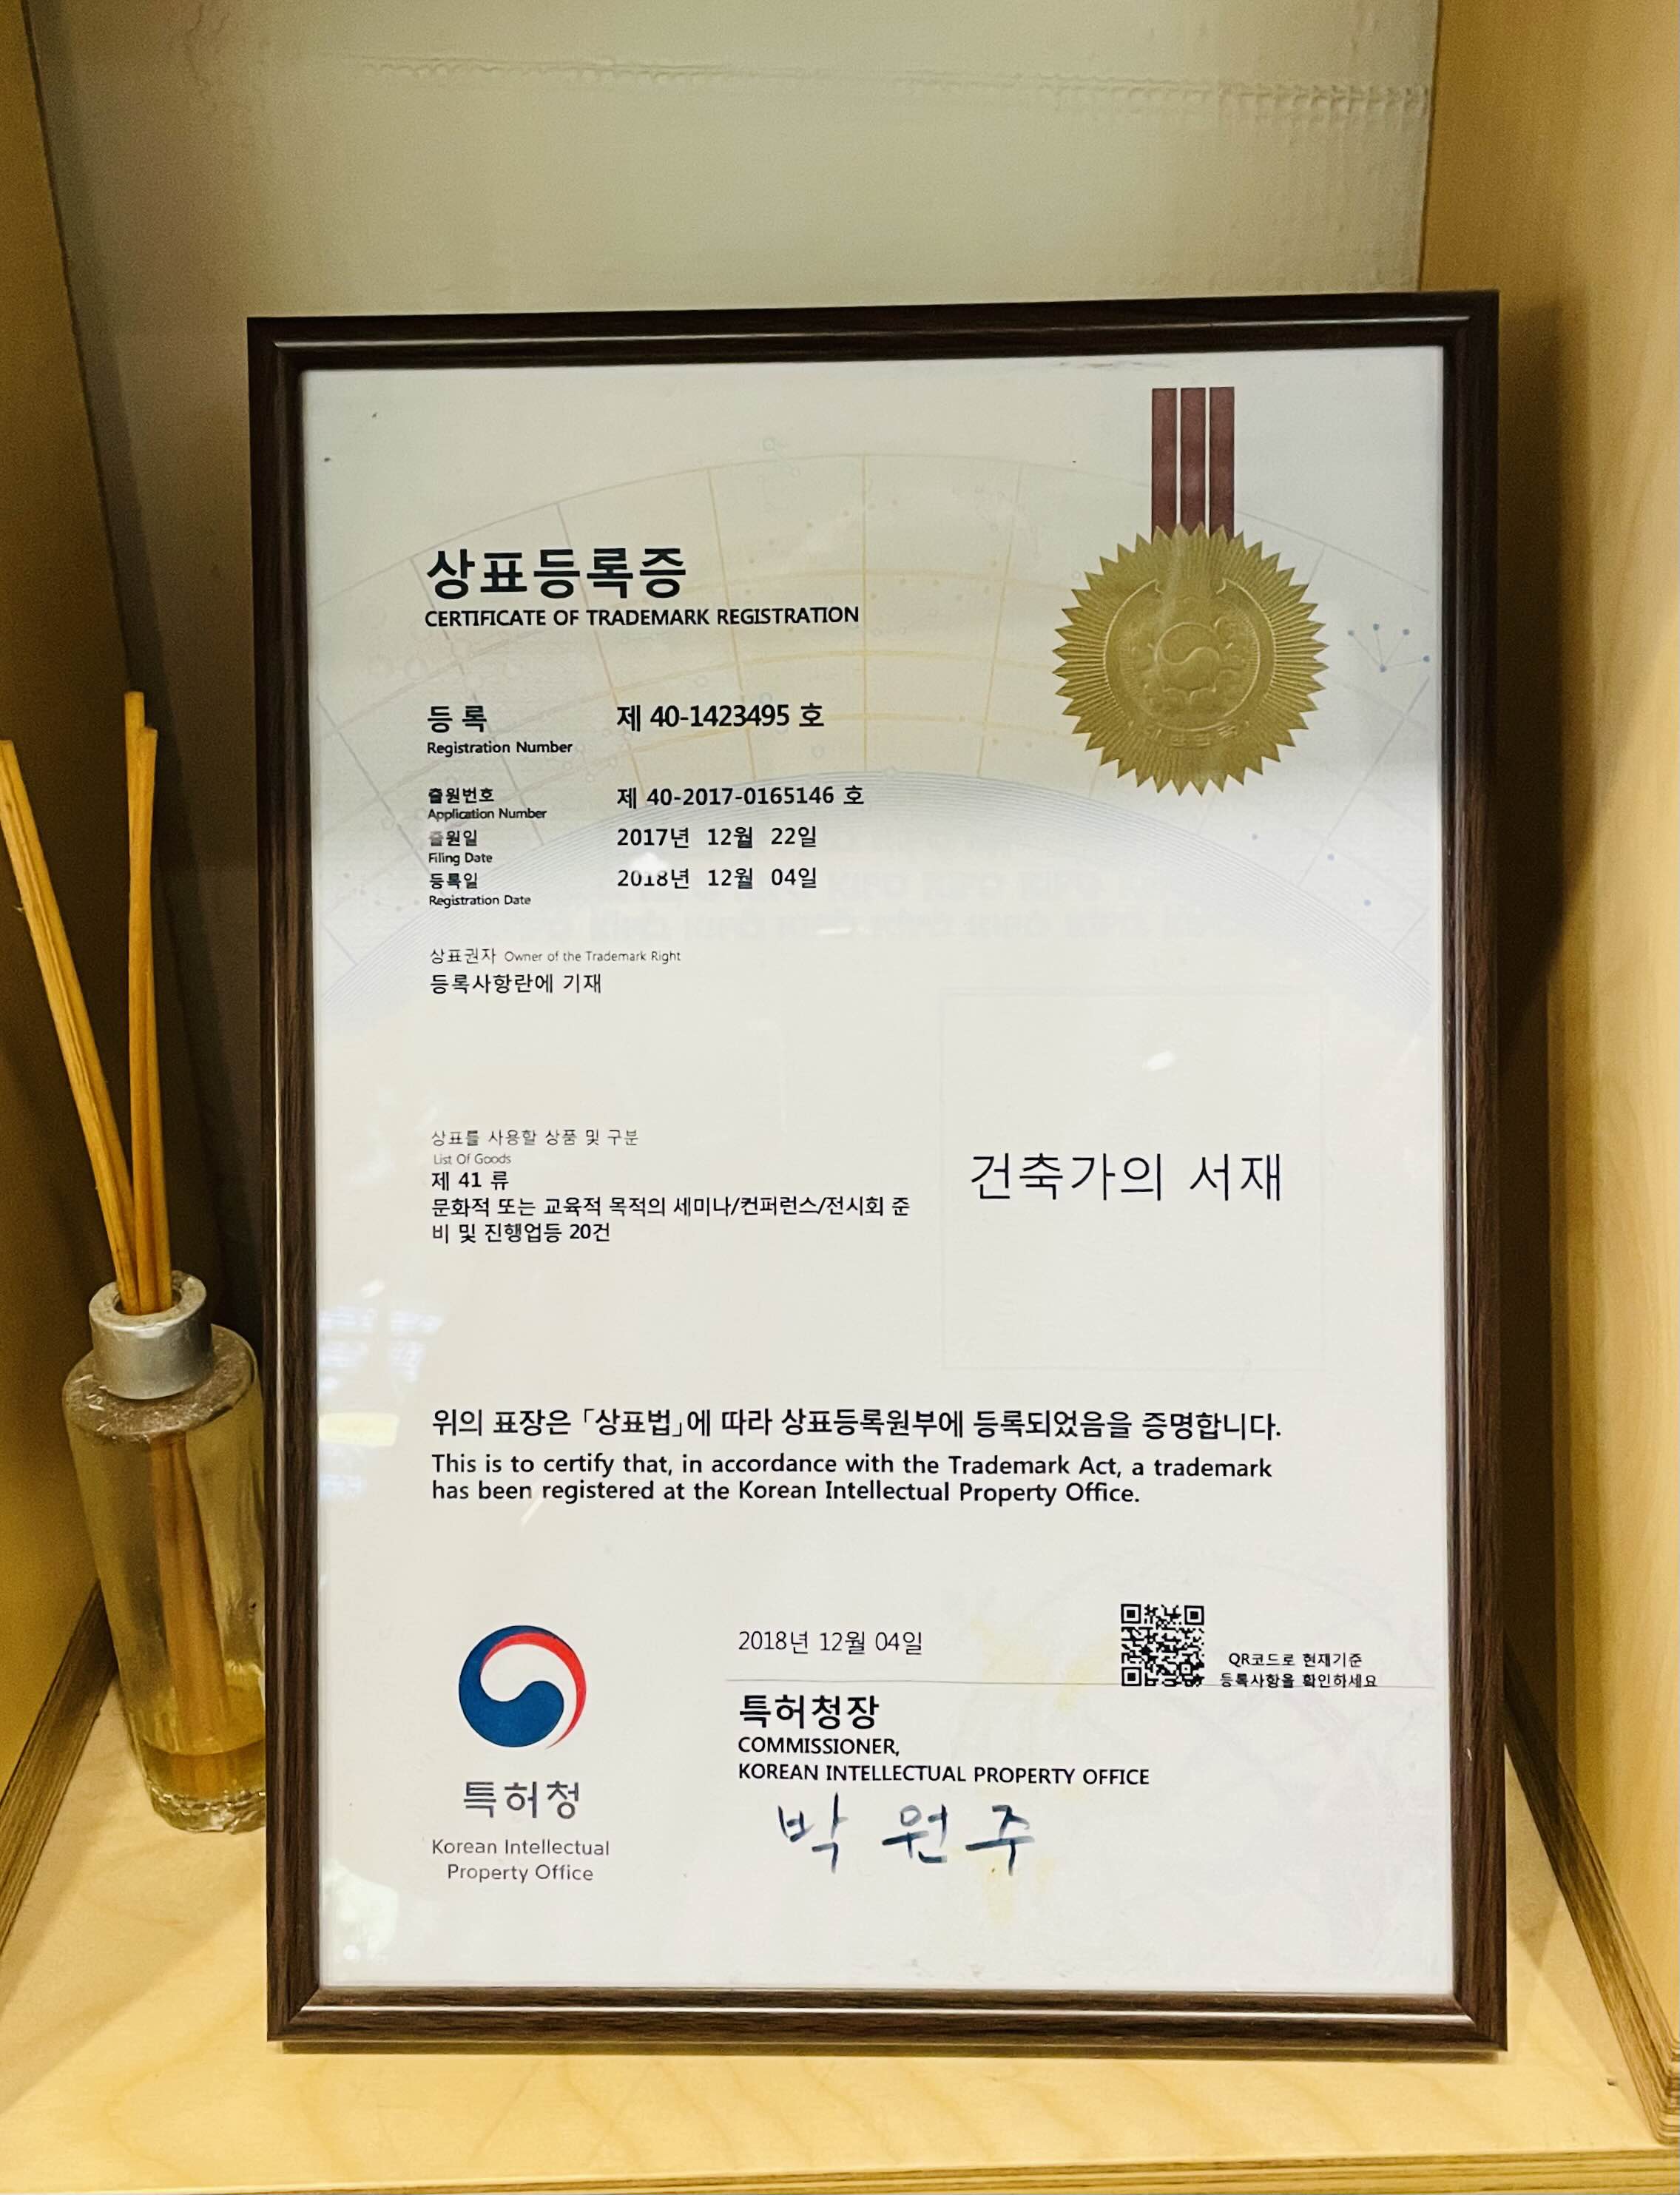 상표등록증
CERTIFICATE OF TRADEMARK REGISTRATION
등 록 제 40-1423495 호
Registration Number
출원번호 제 40-2017-0165146 호
Application Number
출원일 2017년 12월 22일
Filing Date
등록일 2018년 12월 04일
Registration Date
상표권자 Owner of the Trademark Right
등록사항란에 기재
상표를 사용할 상품 및 구분
List Of Goods
제 41 류
문화적 또는 교육적 목적의 세미나/컨퍼런스/전시회 준
비 및 진행업등 20건
건축가의 서재
위의 표장은 「상표법」에 따라 상표등록원부에 등록되었음을 증명합니다.
This is to certify that, in accordance with the Trademark Act, a trademark
has been registered at the Korean Intellectual Property Office.
2018년 12월 04일
QR코드로 현재기준
등록사항을 확인하세요
특허청장
COMMISSIONER,
KOREAN INTELLECTUAL PROPERTY OFFICE
박 원 주
특허청
Korean Intellectual
Property Office